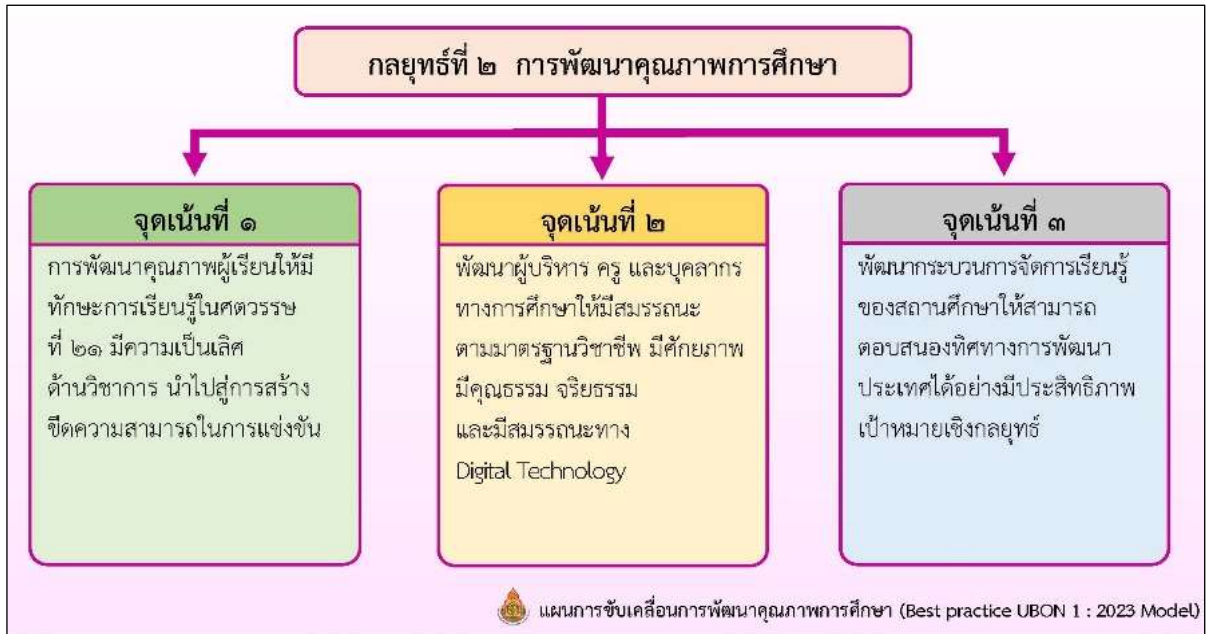 กลยุทธ์ที่ ๒ การพัฒนาคุณภาพการศึกษา
จุดเน้นที่ ๑
การพัฒนาคุณภาพผู้เรียนให้มี
ทักษะการเรียนรู้ในศตวรรษ
ที่ ๒๑ มีความเป็นเลิศ
ด้านวิชาการ นำไปสู่การสร้าง
ขีดความสามารถในการแข่งขัน
จุดเน้นที่ ๒
พัฒนาผู้บริหาร ครู และบุคลากร
ทางการศึกษาให้มีสมรรถนะ
ตามมาตรฐานวิชาชีพ มีศักยภาพ
มีคุณธรรม จริยธรรม
และมีสมรรถนะทาง
Digital Technology
จุดเน้นที่ ๓
พัฒนากระบวนการจัดการเรียนรู้
ของสถานศึกษาให้สามารถ
ตอบสนองทิศทางการพัฒนา
ประเทศได้อย่างมีประสิทธิภาพ
เป้าหมายเชิงกลยุทธ์
แผนการขับเคลื่อนการพัฒนาคุณภาพการศึกษา (Best practice UBON 1 : 2023 Model)